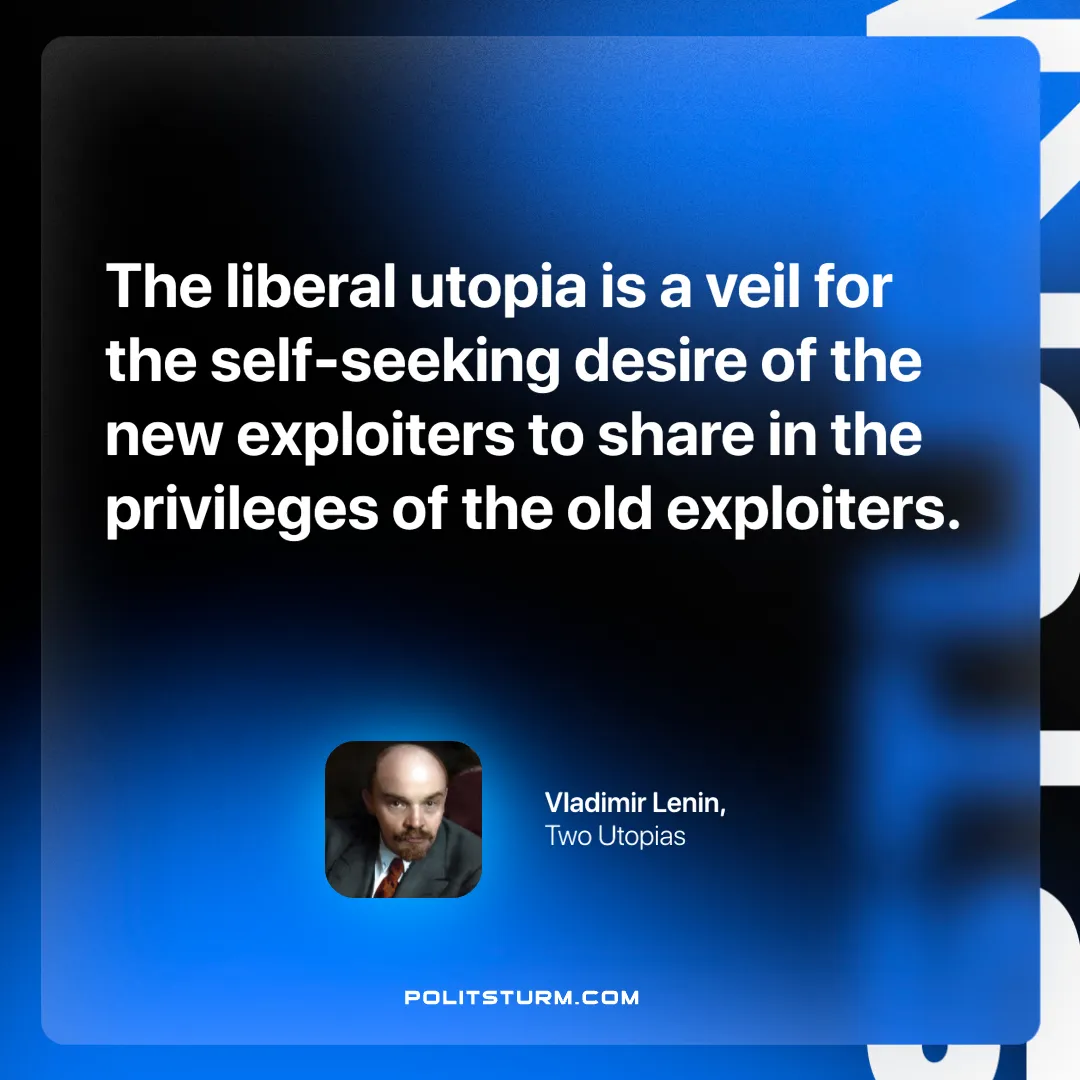 The liberal utopia is a veil for
the self-seeking desire of the
new exploiters to share in the
privileges of the old exploiters.
Vladimir Lenin,
Two Utopias
POLITSTURM.COM